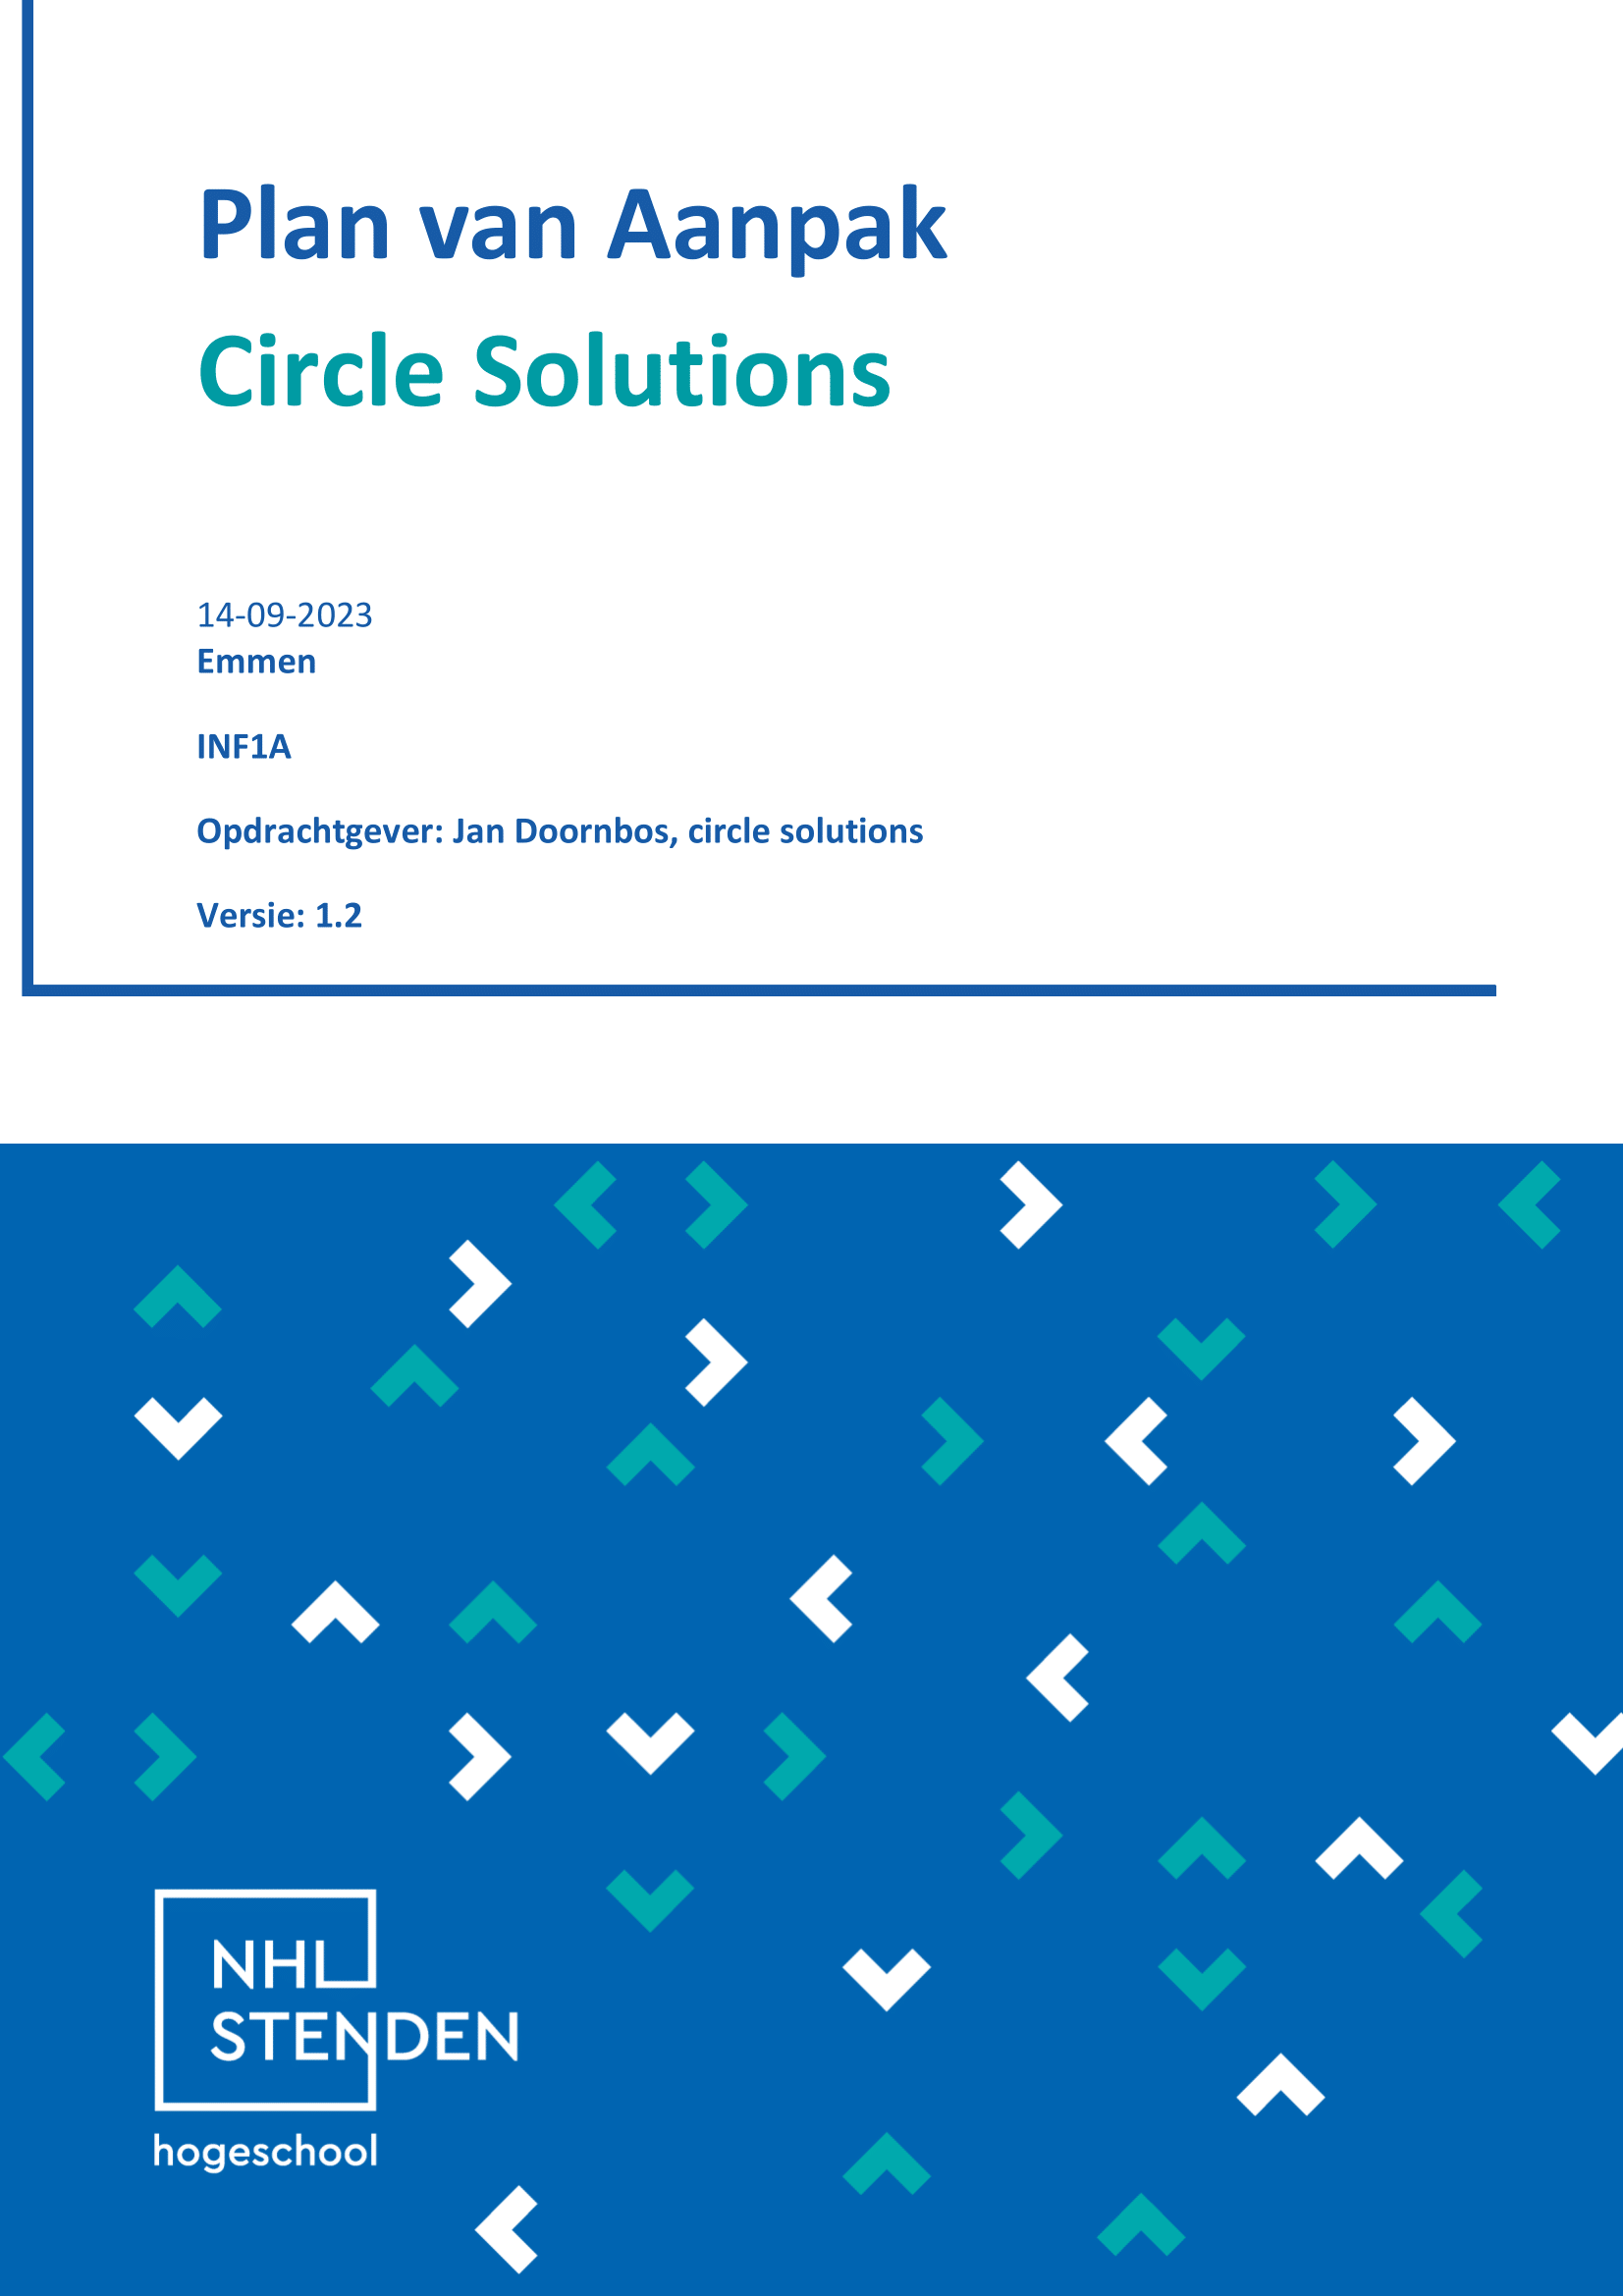 Plan van Aanpak
Circle Solutions
14-09-2023
Emmen
INF1A
Opdrachtgever: Jan Doornbos, circle solutions
Versie: 1.2
NHL
STENDEN
hogeschool